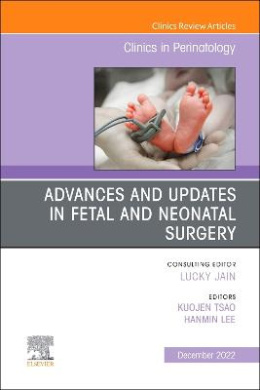 Clinics Review Articles
Clinics in Perinatology
ADVANCES AND UPDATES
IN FETAL AND NEONATAL
SURGERY
CONSULTING EDITOR
LUCKY JAIN
EDITORS
KUOJEN TSAO
HANMIN LEE
ELSEVIER
December 2022